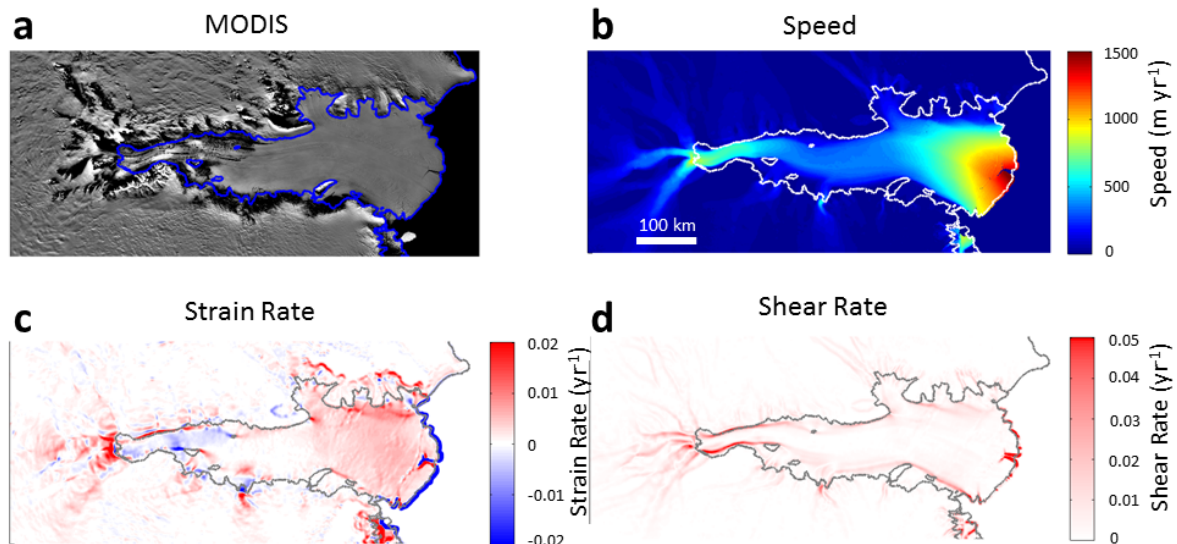 a
MODIS
b
Speed
1500
1000
500
0
Speed (m yr⁻¹)
100 km
c
Strain Rate
0.02
0.01
0
-0.01
-0.02
Strain Rate (yr⁻¹)
d
Shear Rate
0.05
0.04
0.03
0.02
0.01
0
Shear Rate (yr⁻¹)